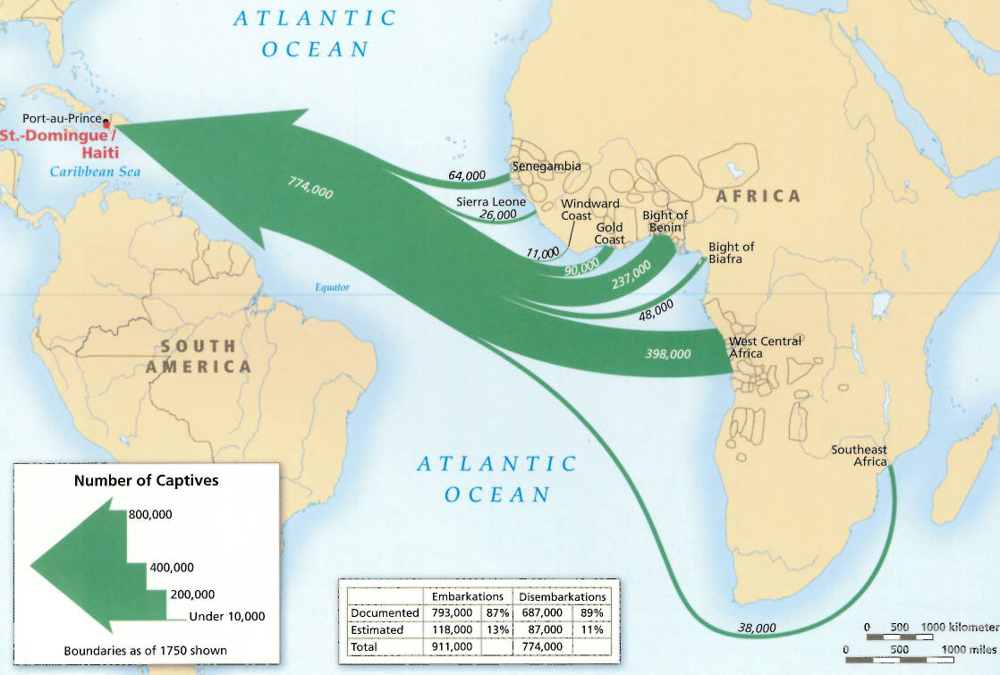 ATLANTIC
OCEAN
Port-au-Prince
St.-Domingue /
Haiti
Caribbean Sea
774,000
64,000
Senegambia
Sierra Leone
26,000
Windward
Coast
11,000
Gold
Coast
90,000
Bight of
Benin
237,000
Bight of
Biafra
48,000
AFRICA
Equator
SOUTH
AMERICA
398,000
West Central
Africa
Southeast
Africa
ATLANTIC
OCEAN
38,000
Number of Captives
800,000
400,000
200,000
Under 10,000
Boundaries as of 1750 shown
Embarkations Disembarkations
Documented 793,000 87% 687,000 89%
Estimated 118,000 13% 87,000 11%
Total 911,000 774,000
0 500 1000 kilometer
0 500 1000 miles